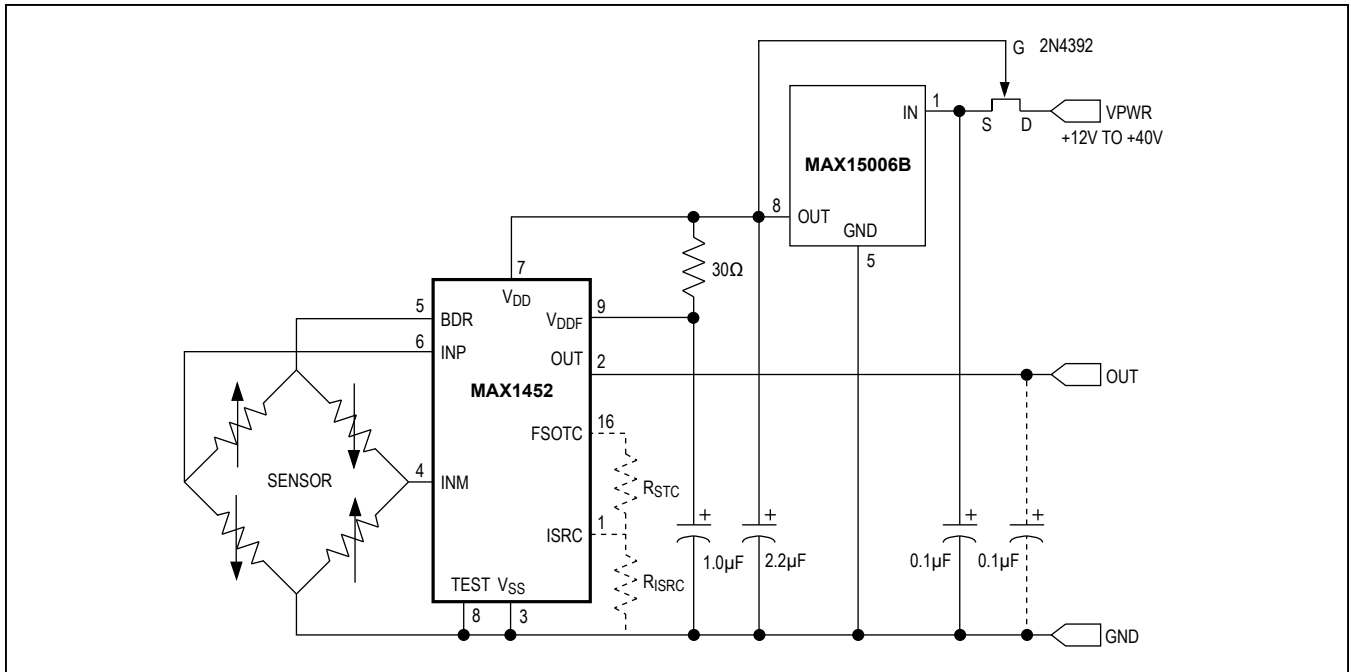 G 2N4392
IN
1
S
D
VPWR
+12V TO +40V
MAX15006B
8
OUT
GND
5
7
30Ω
VDD
5
BDR
VDDF
9
6
INP
OUT
2
OUT
MAX1452
FSOTC
16
SENSOR
4
INM
RSTC
ISRC
1
+
+
+
+
1.0µF
2.2µF
0.1µF
0.1µF
RISRC
TEST VSS
8
3
GND